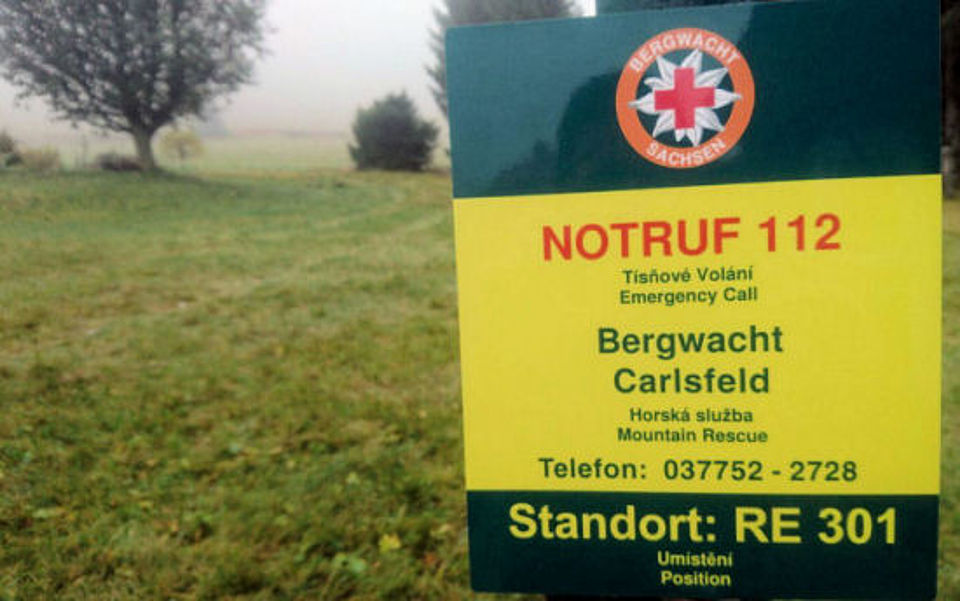 BERGWACHT
SACHSEN
NOTRUF 112
Tísňové Volání
Emergency Call
Bergwacht
Carlsfeld
Horská služba
Mountain Rescue
Telefon: 037752 - 2728
Standort: RE 301
Umístění
Position